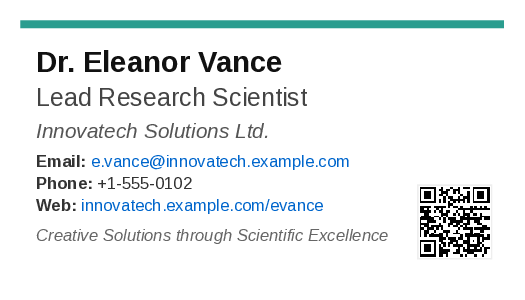 Dr. Eleanor Vance
Lead Research Scientist
Innovatech Solutions Ltd.
Email: e.vance@innovatech.example.com
Phone: +1-555-0102
Web: innovatech.example.com/evance
Creative Solutions through Scientific Excellence